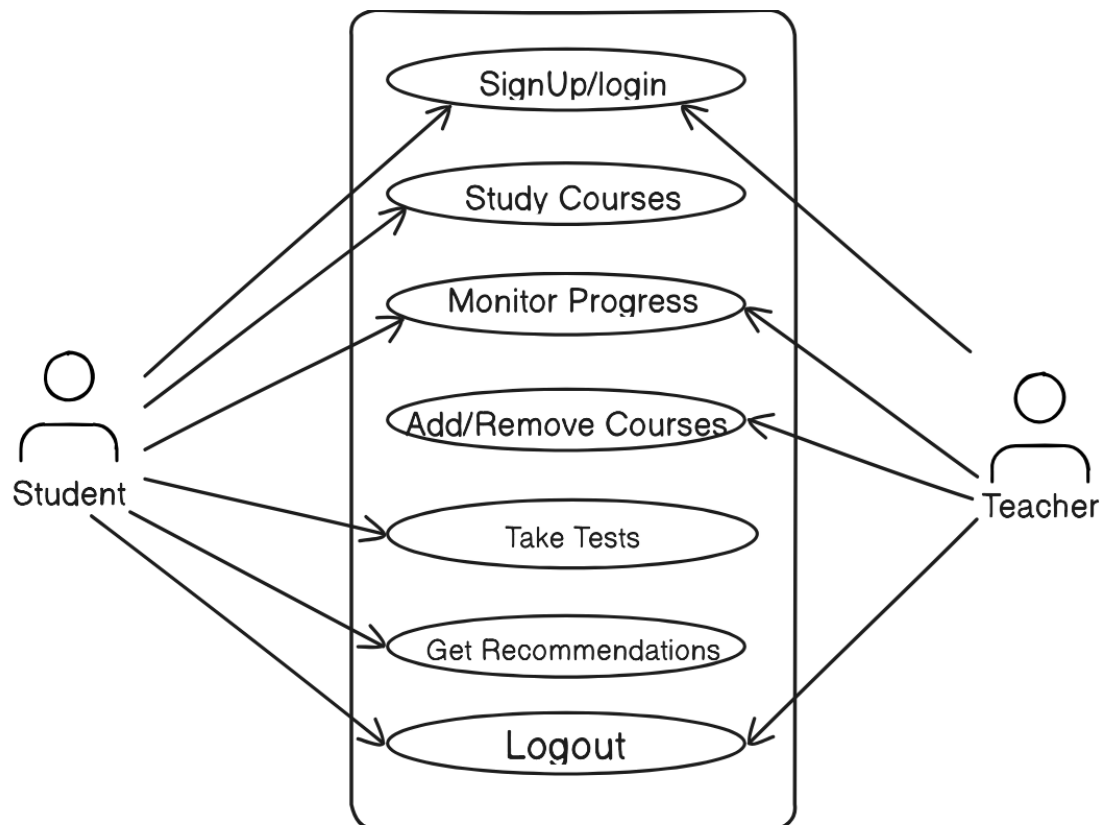 SignUp/login
Study Courses
Monitor Progress
Add/Remove Courses
Student
Teacher
Take Tests
Get Recommendations
Logout